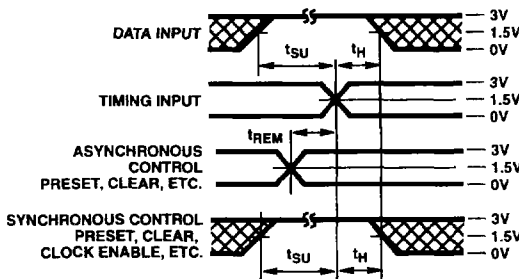 DATA INPUT
tSU
tH
3V
1.5V
0V
TIMING INPUT
3V
1.5V
0V
tREM
ASYNCHRONOUS
CONTROL
PRESET, CLEAR, ETC.
3V
1.5V
0V
SYNCHRONOUS CONTROL
PRESET, CLEAR,
CLOCK ENABLE, ETC.
tSU
tH
3V
1.5V
0V